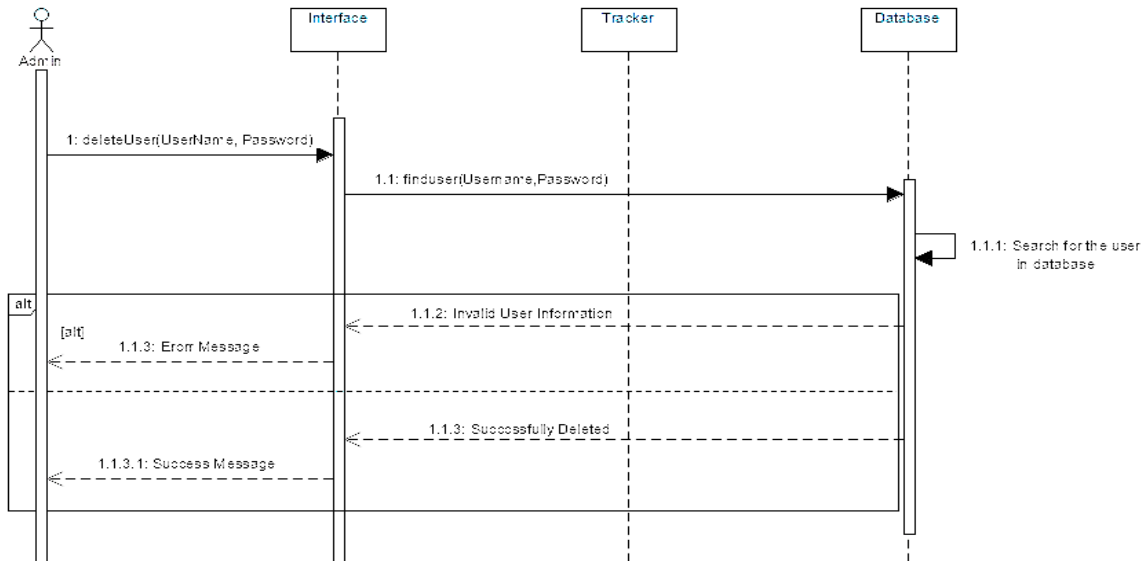 Interface
Tracker
Database
Admin
1: deleteUser(UserName, Password)
1.1: finduser(Username,Password)
1.1.1: Search for the user
in database
alt
1.1.2: Invalid User Information
[alt]
1.1.3: Erorr Message
1.1.3: Successfully Deleted
1.1.3.1: Success Message